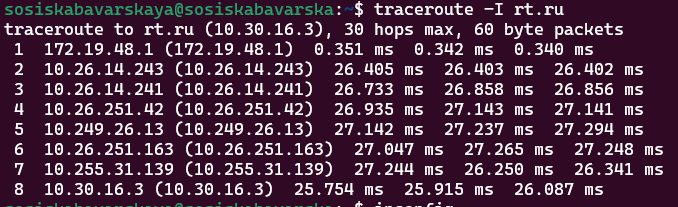 sosiskabavarskaya@sosiskabavarska:~$ traceroute -I rt.ru
traceroute to rt.ru (10.30.16.3), 30 hops max, 60 byte packets
1 172.19.48.1 (172.19.48.1) 0.351 ms 0.342 ms 0.340 ms
2 10.26.14.243 (10.26.14.243) 26.405 ms 26.403 ms 26.402 ms
3 10.26.14.241 (10.26.14.241) 26.733 ms 26.858 ms 26.856 ms
4 10.26.251.42 (10.26.251.42) 26.935 ms 27.143 ms 27.141 ms
5 10.249.26.13 (10.249.26.13) 27.142 ms 27.237 ms 27.294 ms
6 10.26.251.163 (10.26.251.163) 27.047 ms 27.265 ms 27.248 ms
7 10.255.31.139 (10.255.31.139) 27.244 ms 26.250 ms 26.341 ms
8 10.30.16.3 (10.30.16.3) 25.754 ms 25.915 ms 26.087 ms